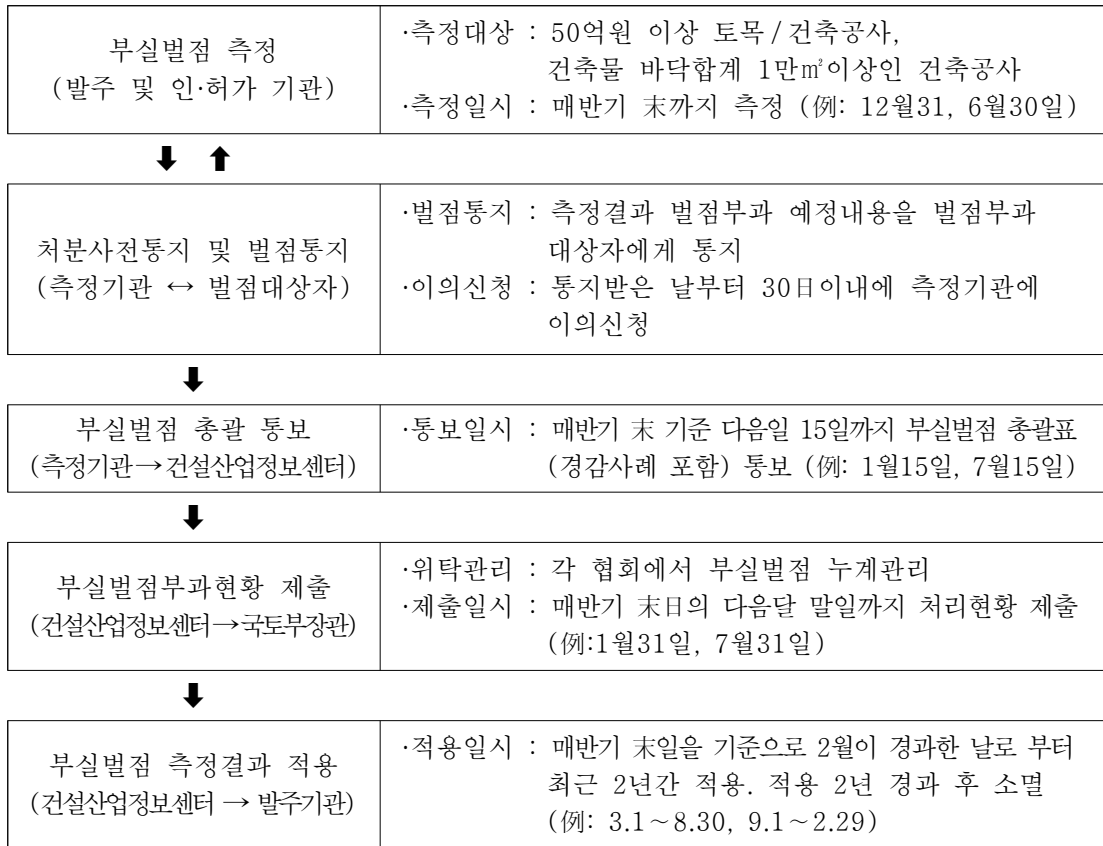 부실벌점 측정
(발주 및 인·허가 기관)
·측정대상 : 50억원 이상 토목/건축공사,
건축물 바닥합계 1만㎡이상인 건축공사
·측정일시 : 매반기 末까지 측정 (例: 12월31, 6월30일)
⬇ ⬆
처분사전통지 및 벌점통지
(측정기관 ↔ 벌점대상자)
·벌점통지 : 측정결과 벌점부과 예정내용을 벌점부과
대상자에게 통지
·이의신청 : 통지받은 날부터 30日이내에 측정기관에
이의신청
⬇
부실벌점 총괄 통보
(측정기관→건설산업정보센터)
·통보일시 : 매반기 末 기준 다음일 15일까지 부실벌점 총괄표
(경감사례 포함) 통보 (例: 1월15일, 7월15일)
⬇
부실벌점부과현황 제출
(건설산업정보센터→국토부장관)
·위탁관리 : 각 협회에서 부실벌점 누계관리
·제출일시 : 매반기 末日의 다음달 말일까지 처리현황 제출
(例:1월31일, 7월31일)
⬇
부실벌점 측정결과 적용
(건설산업정보센터 → 발주기관)
·적용일시 : 매반기 末일을 기준으로 2월이 경과한 날로 부터
최근 2년간 적용. 적용 2년 경과 후 소멸
(例: 3.1～8.30, 9.1～2.29)